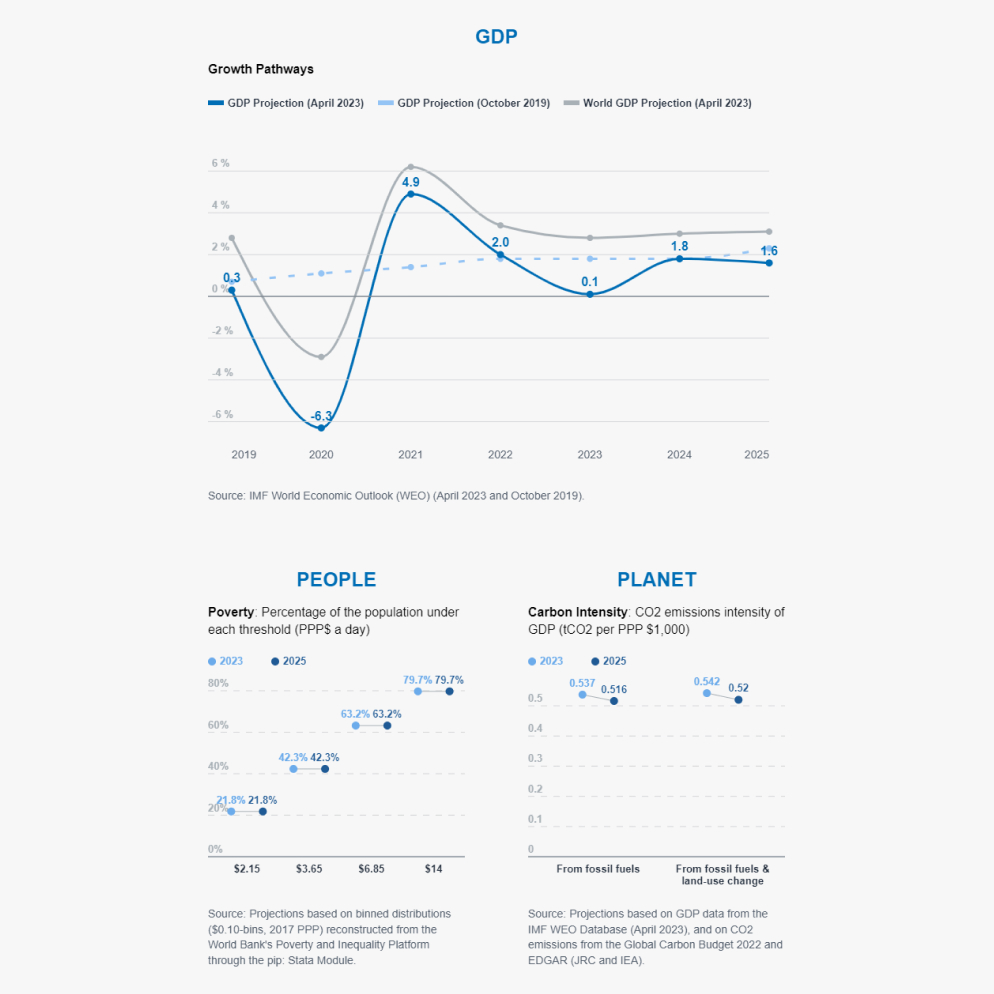 GDP
Growth Pathways
GDP Projection (April 2023) GDP Projection (October 2019) World GDP Projection (April 2023)
6 %
4 %
2 %
0 %
-2 %
-4 %
-6 %
0.3
-6.3
4.9
2.0
0.1
1.8
1.6
2019 2020 2021 2022 2023 2024 2025
Source: IMF World Economic Outlook (WEO) (April 2023 and October 2019).
PEOPLE
Poverty: Percentage of the population under
each threshold (PPP$ a day)
2023 2025
80%
60%
40%
20%
0%
21.8% 21.8%
42.3% 42.3%
63.2% 63.2%
79.7% 79.7%
$2.15 $3.65 $6.85 $14
Source: Projections based on binned distributions
($0.10-bins, 2017 PPP) reconstructed from the
World Bank's Poverty and Inequality Platform
through the pip: Stata Module.
PLANET
Carbon Intensity: CO2 emissions intensity of
GDP (tCO2 per PPP $1,000)
2023 2025
0.5
0.4
0.3
0.2
0.1
0
0.537 0.516
0.542 0.52
From fossil fuels From fossil fuels &
land-use change
Source: Projections based on GDP data from the
IMF WEO Database (April 2023), and on CO2
emissions from the Global Carbon Budget 2022 and
EDGAR (JRC and IEA).